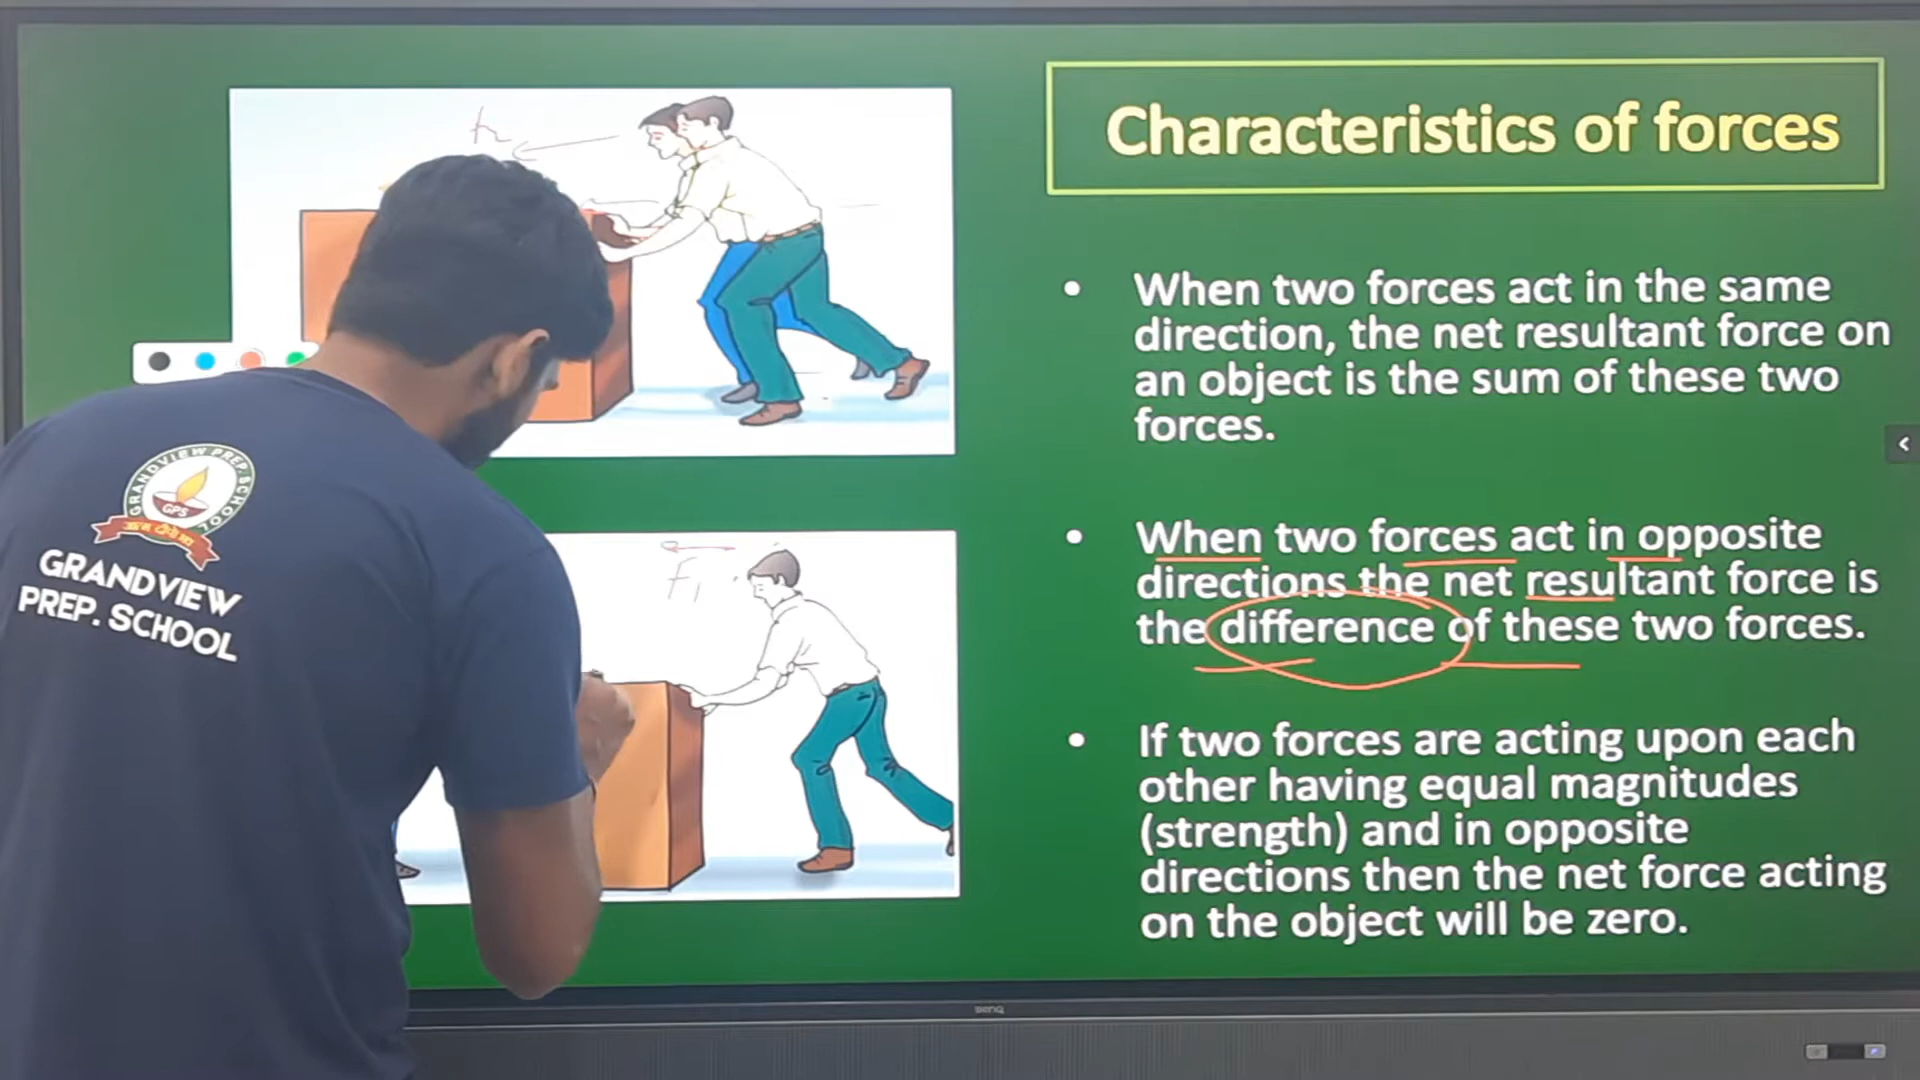 Characteristics of forces
• When two forces act in the same
direction, the net resultant force on
an object is the sum of these two
forces.
• When two forces act in opposite
directions the net resultant force is
the difference of these two forces.
• If two forces are acting upon each
other having equal magnitudes
(strength) and in opposite
directions then the net force acting
on the object will be zero.
F1
GRANDVIEW PREP. SCHOOL
GPS
GRANDVIEW
PREP. SCHOOL
BenQ